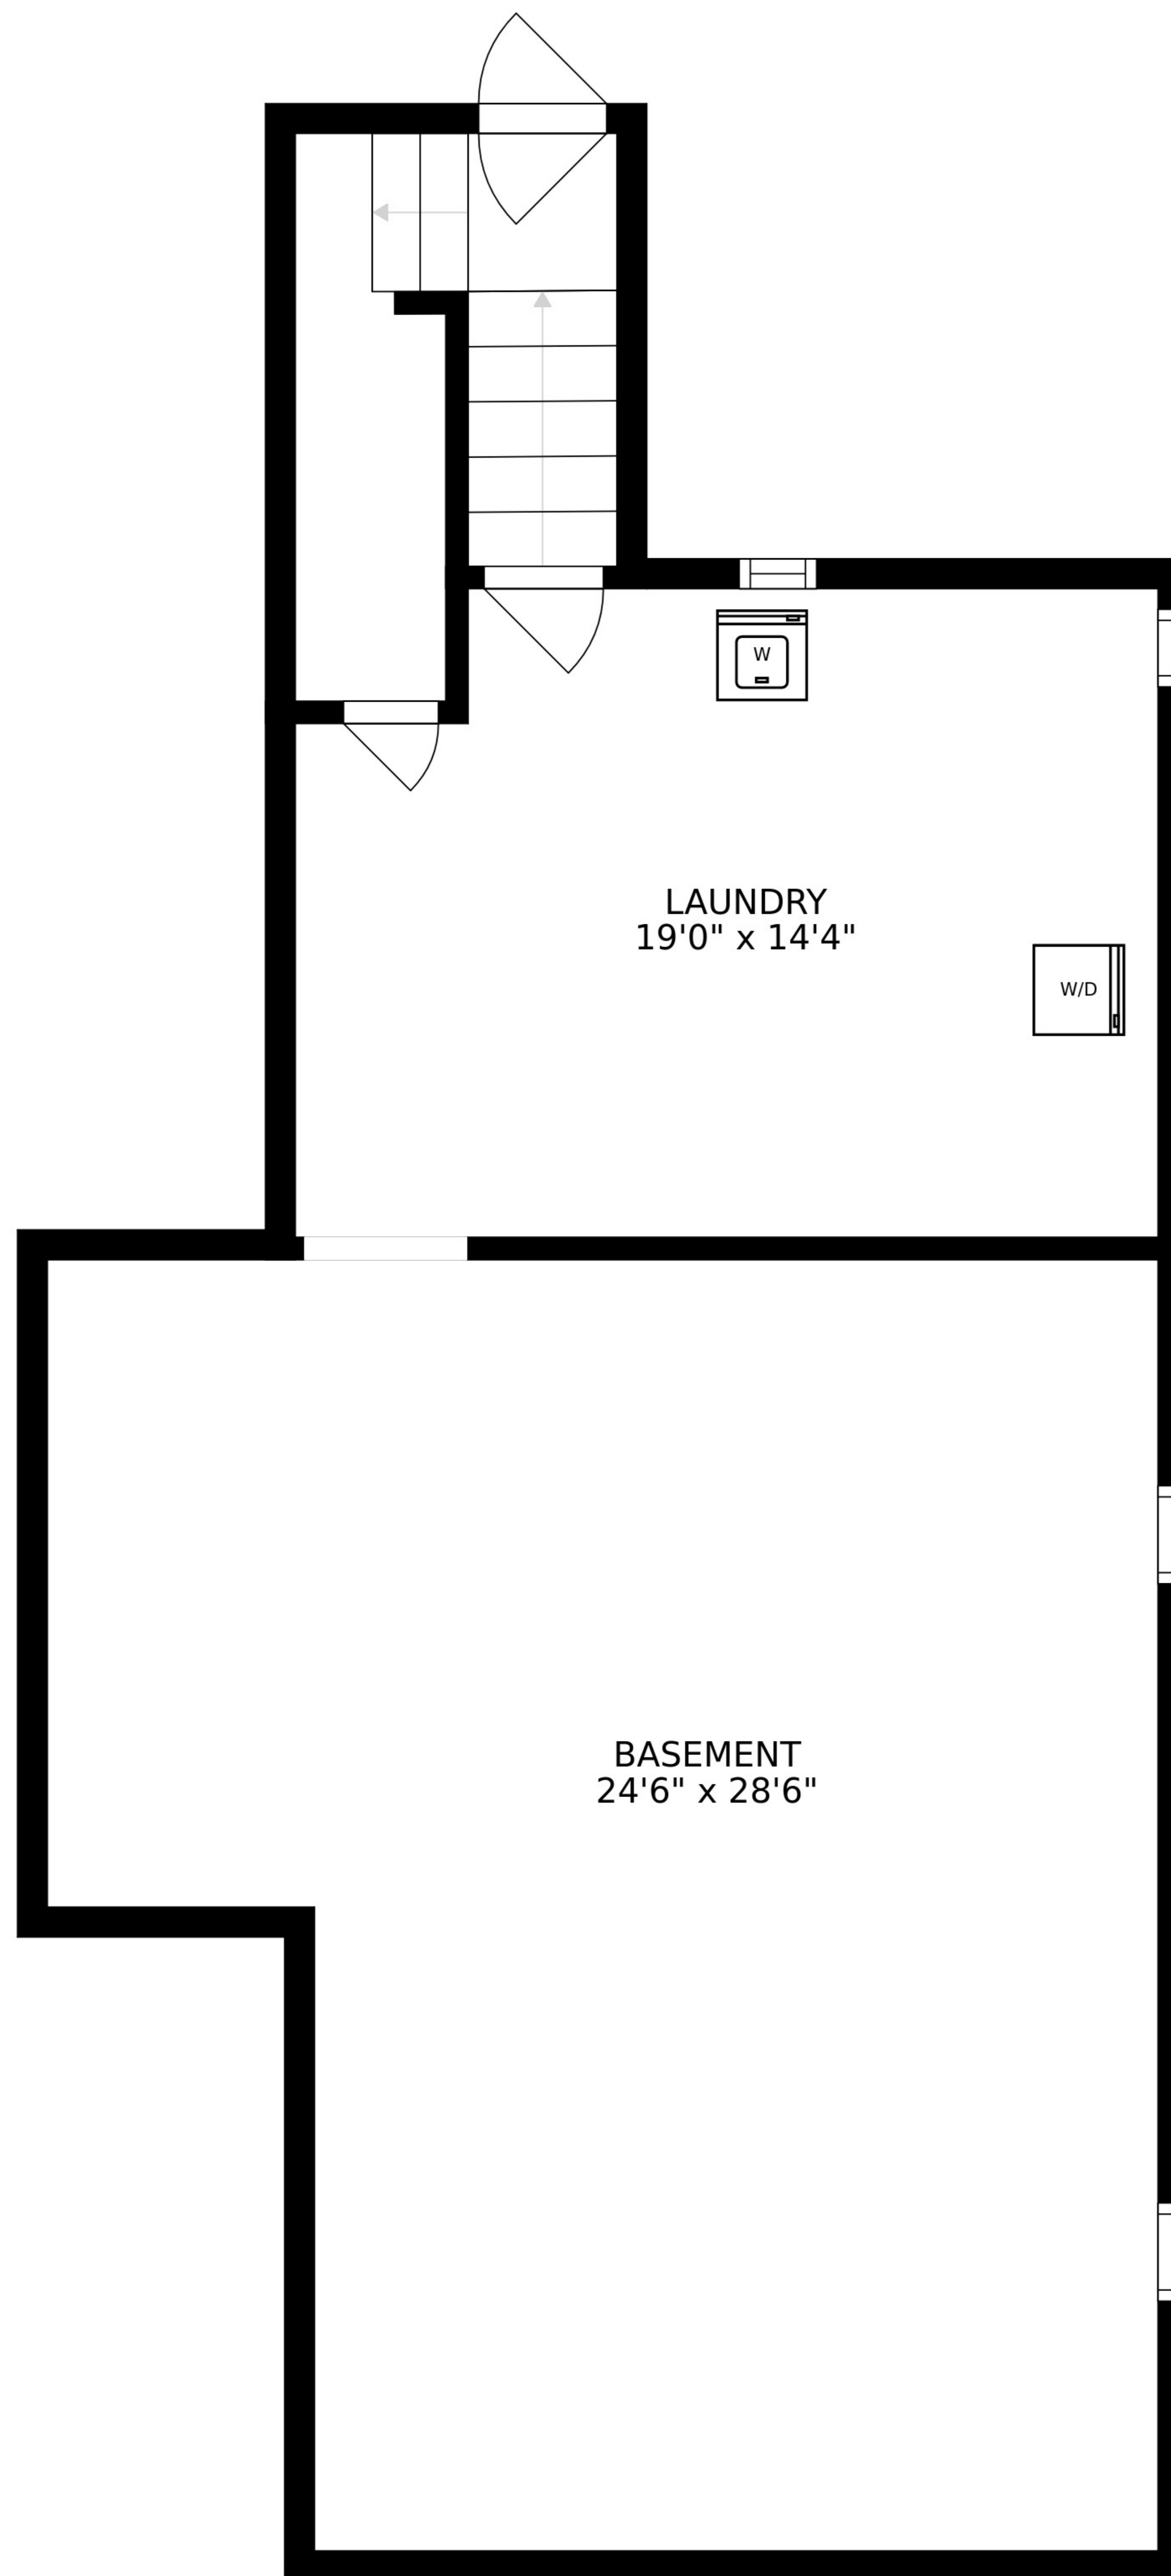 W
LAUNDRY
19'0" x 14'4"
W/D
BASEMENT
24'6" x 28'6"